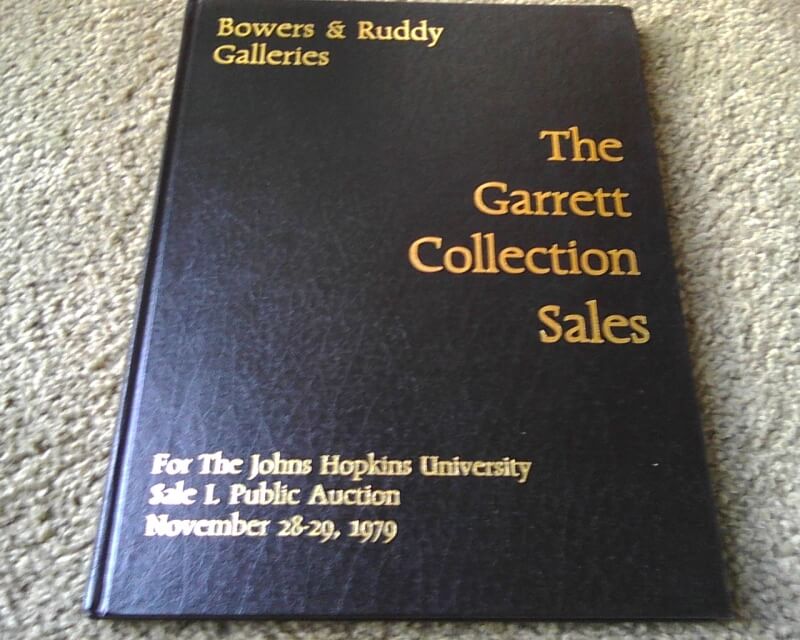 Bowers & Ruddy
Galleries
The
Garrett
Collection
Sales
For The Johns Hopkins University
Sale I. Public Auction
November 28-29, 1979